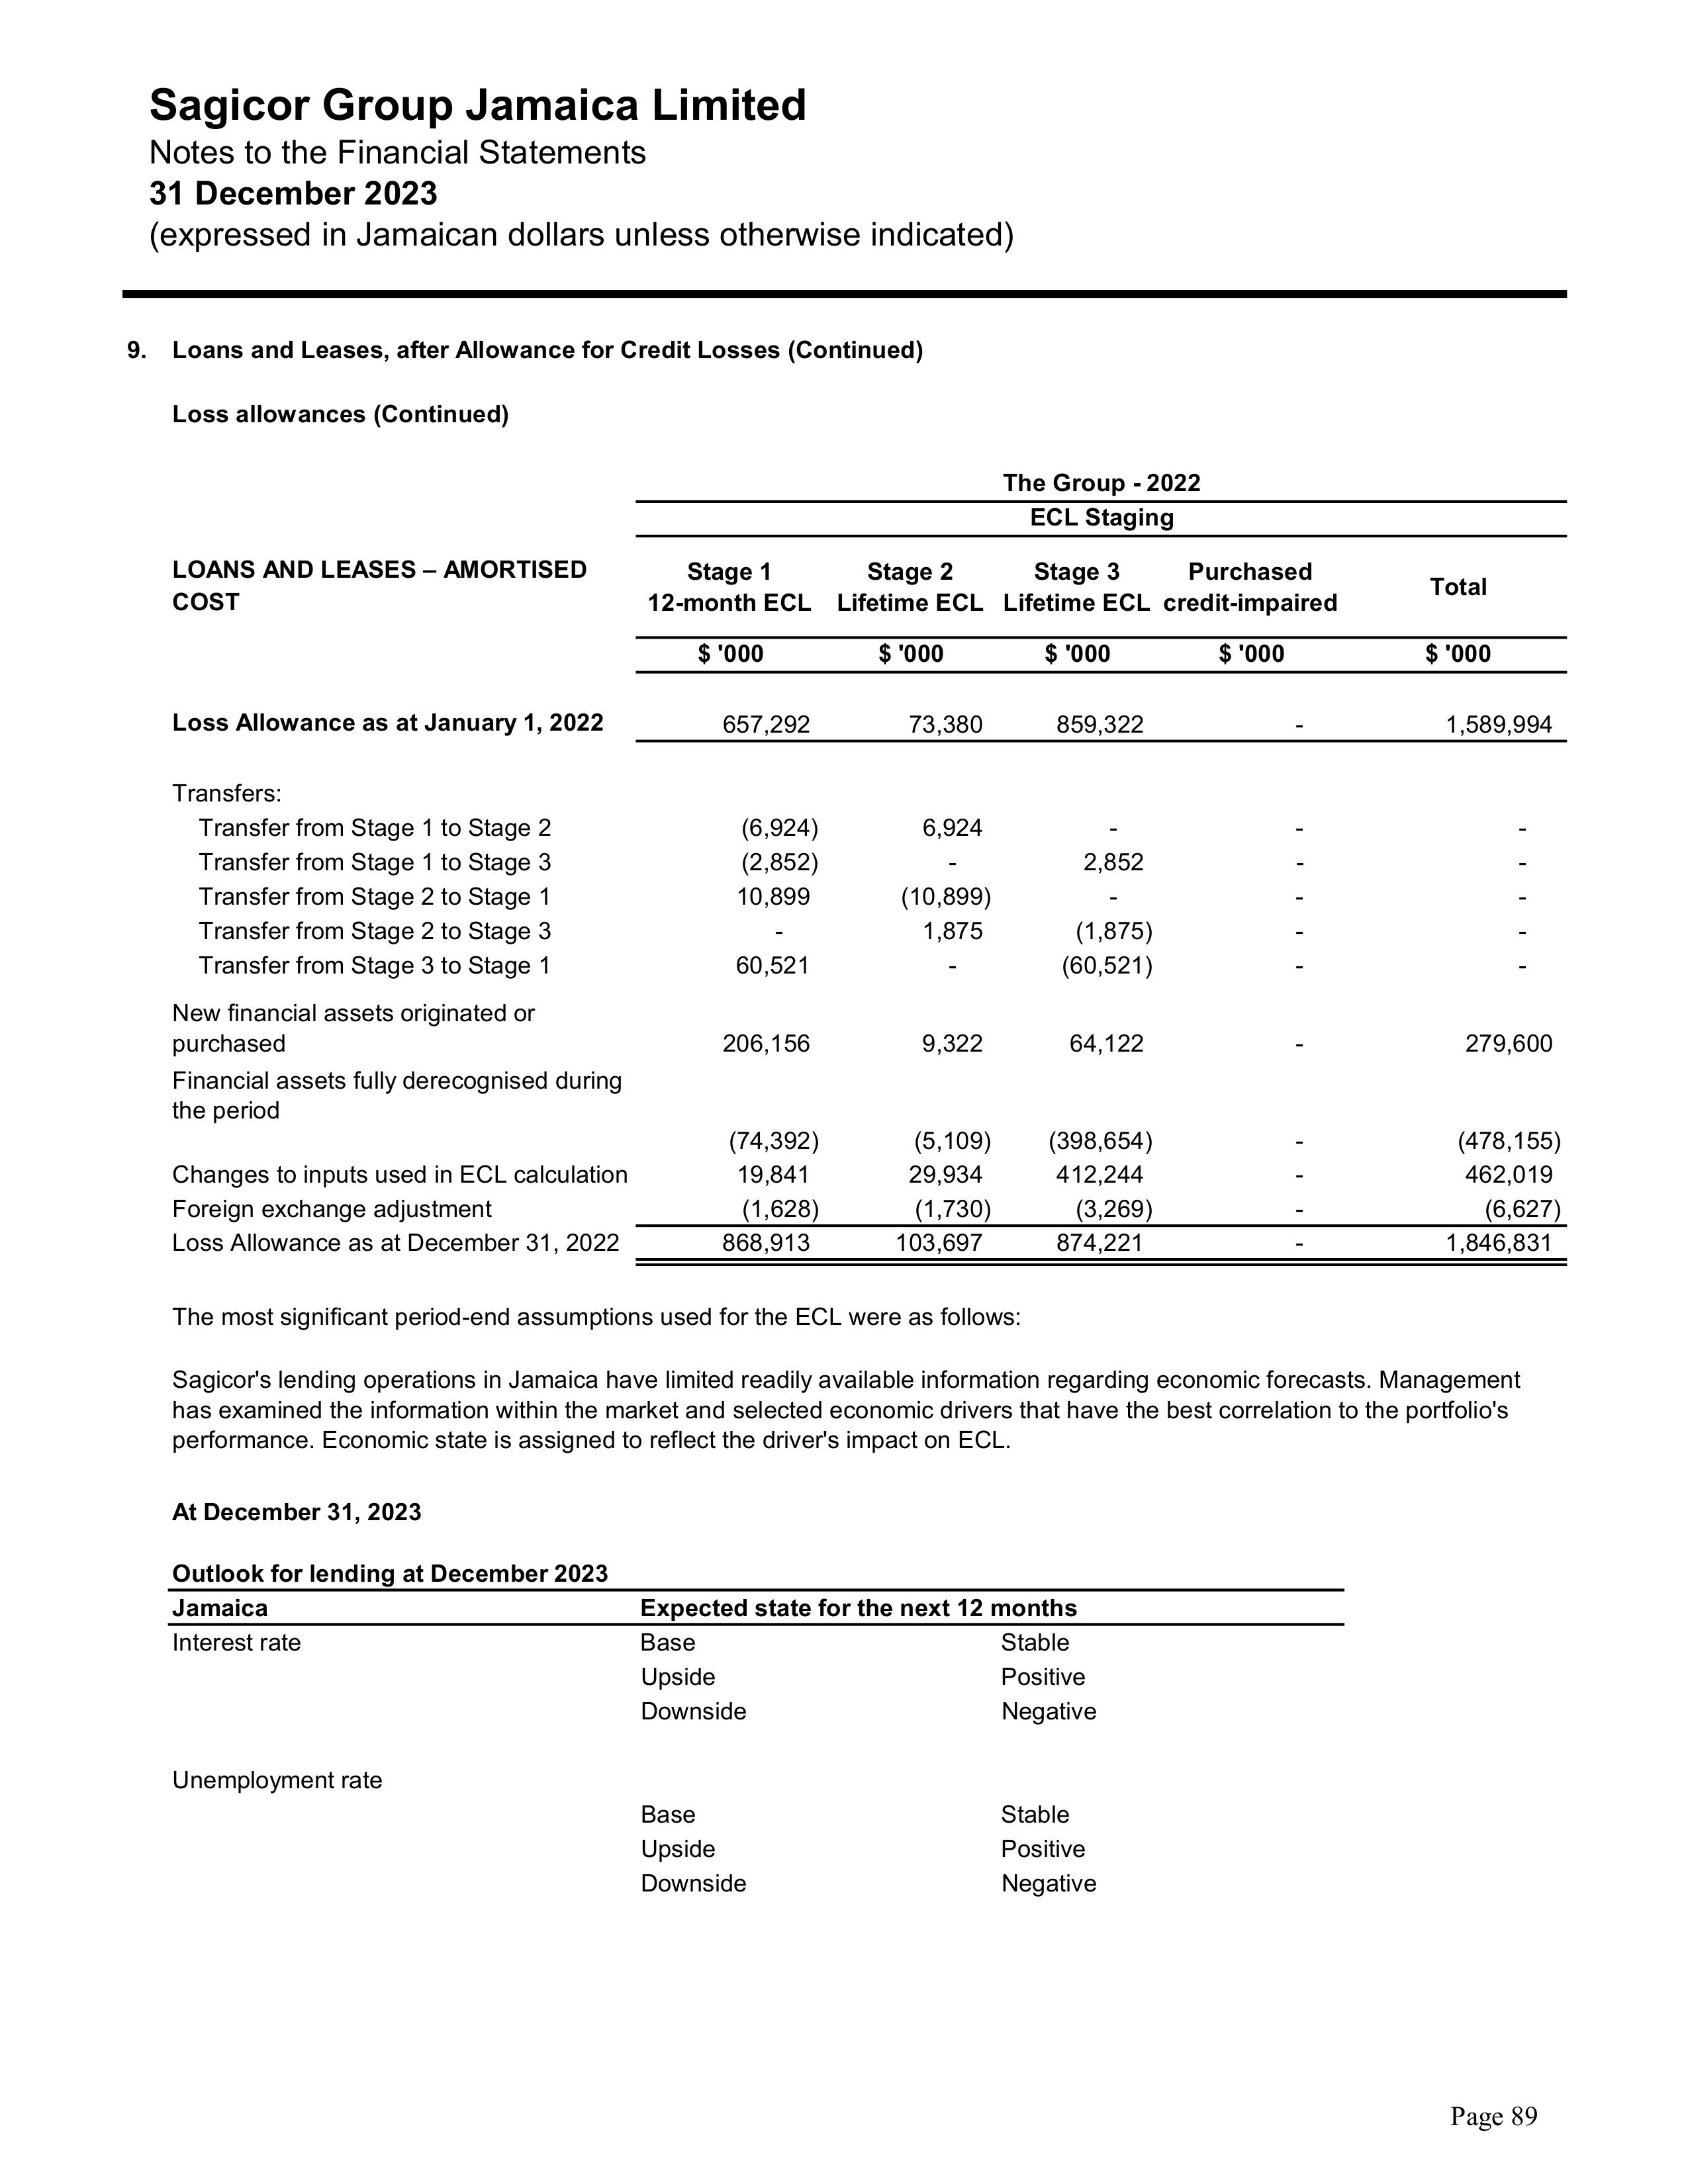 Sagicor Group Jamaica Limited
Notes to the Financial Statements
31 December 2023
(expressed in Jamaican dollars unless otherwise indicated)
9. Loans and Leases, after Allowance for Credit Losses (Continued)
Loss allowances (Continued)
The Group - 2022
ECL Staging
LOANS AND LEASES – AMORTISED COST
Stage 1 12-month ECL
Stage 2 Lifetime ECL
Stage 3 Lifetime ECL
Purchased credit-impaired
Total
$ '000 $ '000 $ '000 $ '000 $ '000
Loss Allowance as at January 1, 2022 657,292 73,380 859,322 - 1,589,994
Transfers:
Transfer from Stage 1 to Stage 2 (6,924) 6,924 - - -
Transfer from Stage 1 to Stage 3 (2,852) - 2,852 - -
Transfer from Stage 2 to Stage 1 10,899 (10,899) - - -
Transfer from Stage 2 to Stage 3 - 1,875 (1,875) - -
Transfer from Stage 3 to Stage 1 60,521 - (60,521) - -
New financial assets originated or
purchased 206,156 9,322 64,122 - 279,600
Financial assets fully derecognised during
the period
(74,392) (5,109) (398,654) - (478,155)
Changes to inputs used in ECL calculation 19,841 29,934 412,244 - 462,019
Foreign exchange adjustment (1,628) (1,730) (3,269) - (6,627)
Loss Allowance as at December 31, 2022 868,913 103,697 874,221 - 1,846,831
The most significant period-end assumptions used for the ECL were as follows:
Sagicor's lending operations in Jamaica have limited readily available information regarding economic forecasts. Management
has examined the information within the market and selected economic drivers that have the best correlation to the portfolio's
performance. Economic state is assigned to reflect the driver's impact on ECL.
At December 31, 2023
Outlook for lending at December 2023
Jamaica Expected state for the next 12 months
Interest rate Base Stable
Upside Positive
Downside Negative
Unemployment rate
Base Stable
Upside Positive
Downside Negative
Page 89